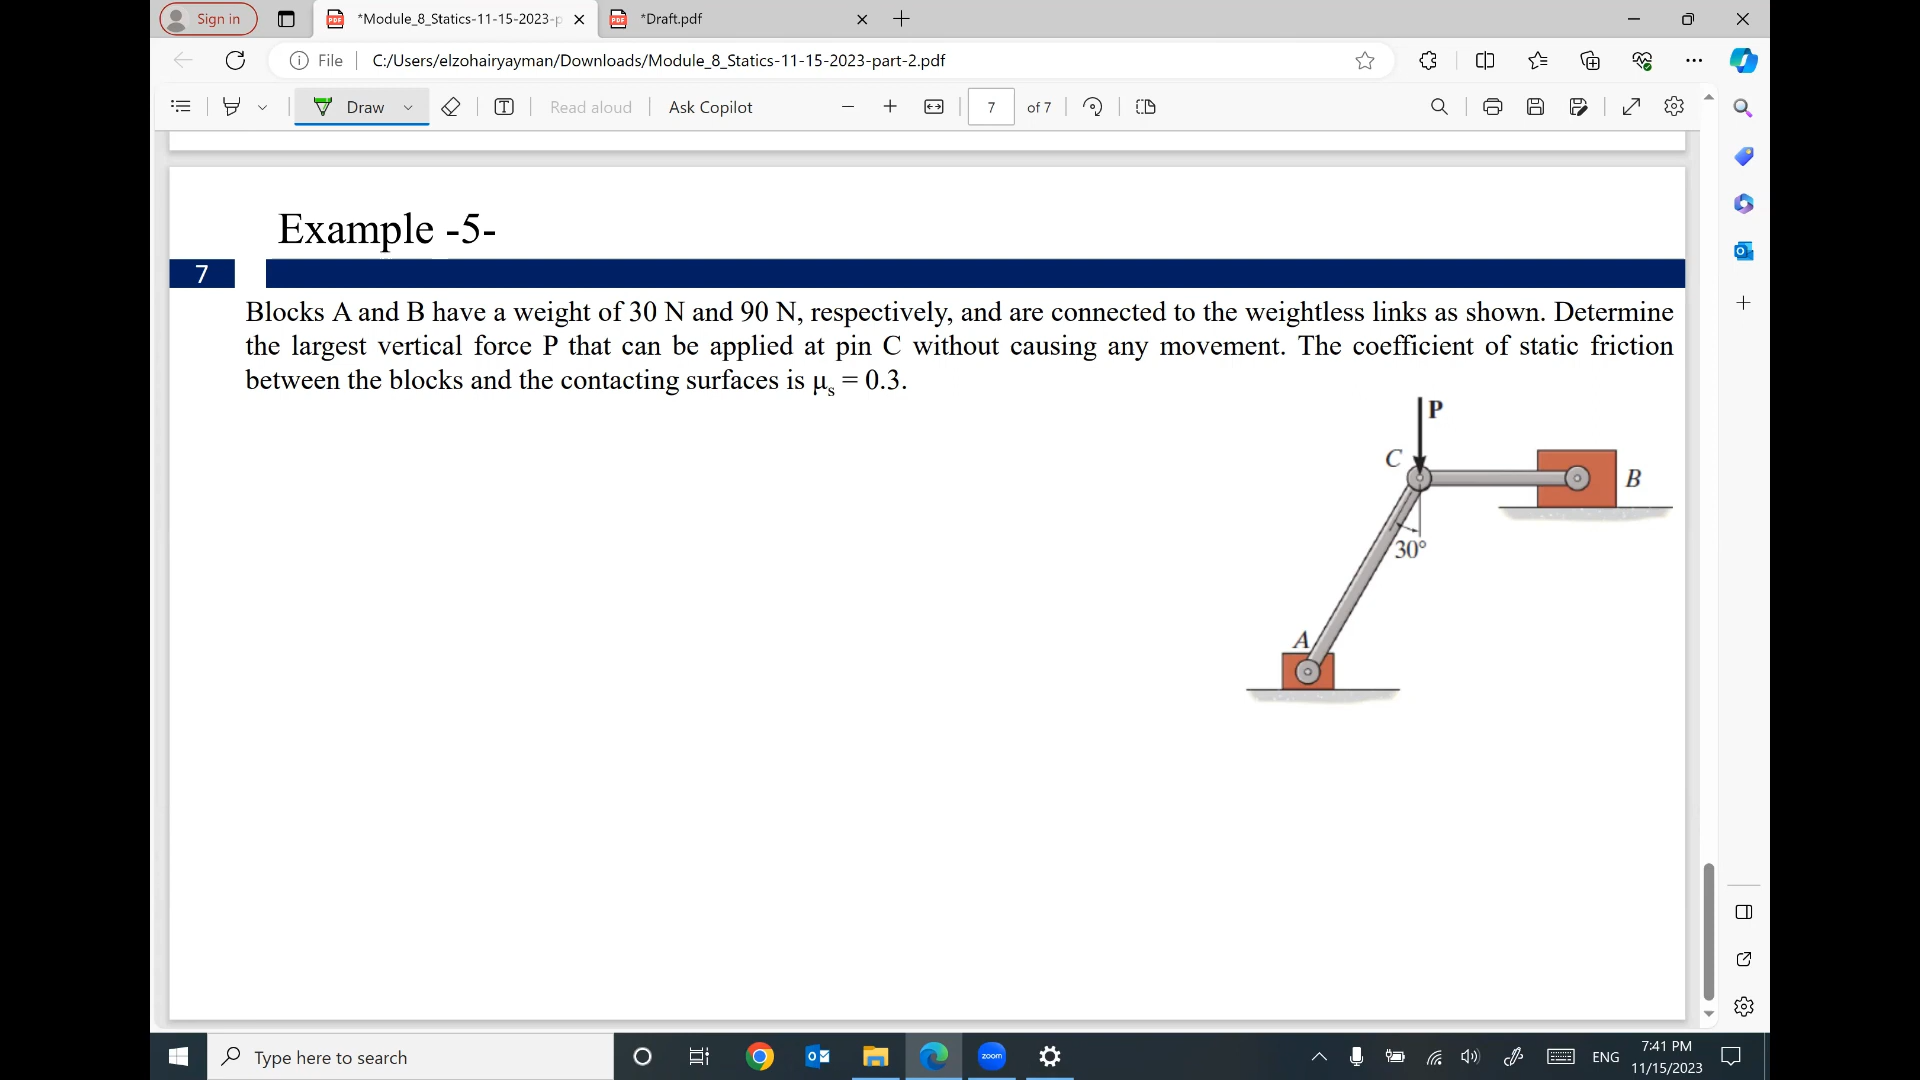 Sign in
*Module_8_Statics-11-15-2023-p
*Draft.pdf
File
C:/Users/elzohairyayman/Downloads/Module_8_Statics-11-15-2023-part-2.pdf
Draw
Read aloud
Ask Copilot
7
of 7
Example -5-
7
Blocks A and B have a weight of 30 N and 90 N, respectively, and are connected to the weightless links as shown. Determine
the largest vertical force P that can be applied at pin C without causing any movement. The coefficient of static friction
between the blocks and the contacting surfaces is μs = 0.3.
P
C
B
30°
A
Type here to search
zoom
ENG
7:41 PM
11/15/2023